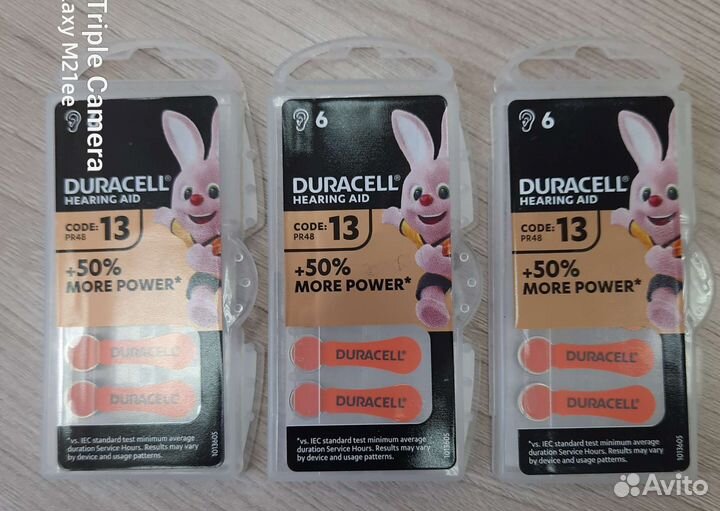 Triple Camera
axy M21ee
DURACELL®
HEARING AID
CODE: 13
PR48
+50%
MORE POWER*
DURACELL®
DURACELL®
*vs. IEC standard test minimum average
duration Service Hours. Results may vary
by device and usage patterns.
1013605
6
DURACELL®
HEARING AID
CODE: 13
PR48
+50%
MORE POWER*
DURACELL®
DURACELL®
*vs. IEC standard test minimum average
duration Service Hours. Results may vary
by device and usage patterns.
1013605
6
DURACELL®
HEARING AID
CODE: 13
PR48
+50%
MORE POWER*
DURACELL®
DURACELL®
*vs. IEC standard test minimum average
duration Service Hours. Results may vary
by device and usage patterns.
1013605
Avito